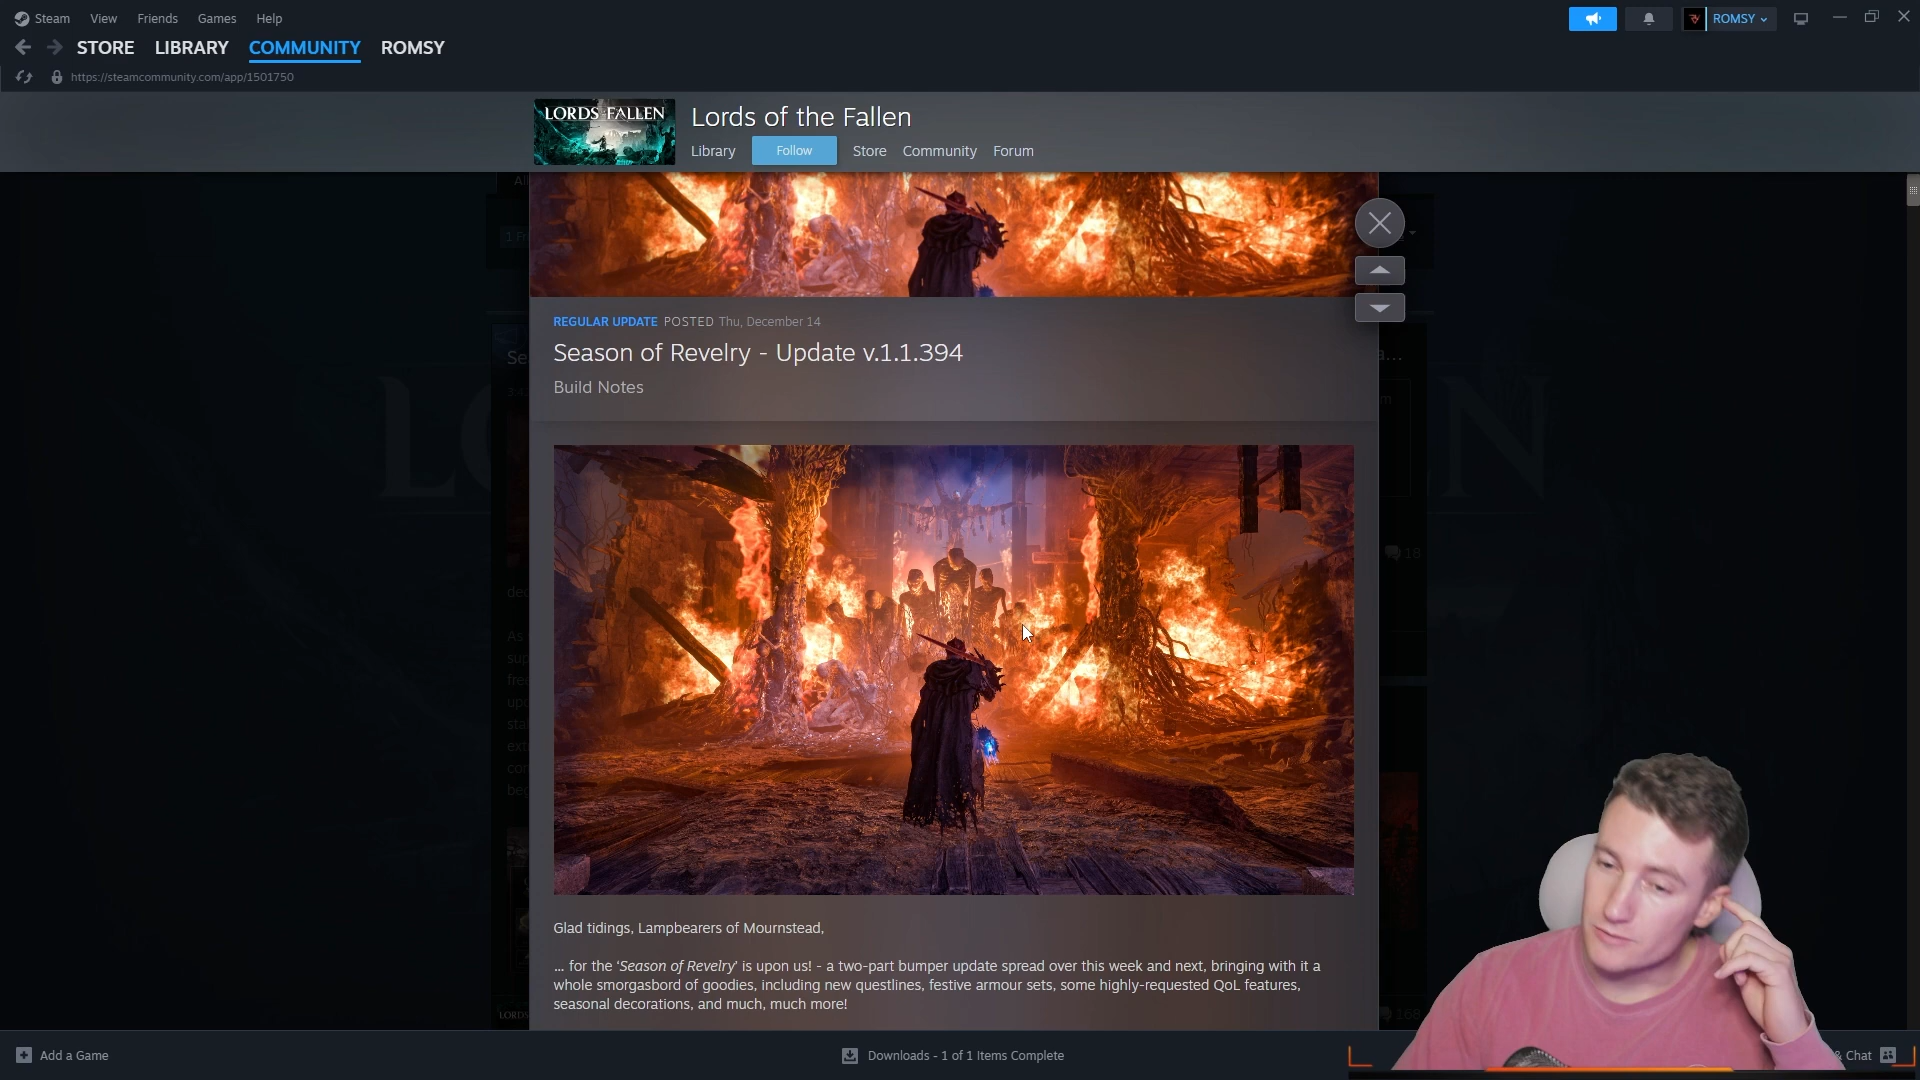 Steam View Friends Games Help
ROMSY
STORE LIBRARY COMMUNITY ROMSY
https://steamcommunity.com/app/1501750
LORDS OF THE FALLEN
Lords of the Fallen
Library Follow Store Community Forum
REGULAR UPDATE POSTED Thu, December 14
Season of Revelry - Update v.1.1.394
Build Notes
Glad tidings, Lampbearers of Mournstead,
... for the ‘Season of Revelry’ is upon us! - a two-part bumper update spread over this week and next, bringing with it a
whole smorgasbord of goodies, including new questlines, festive armour sets, some highly-requested QoL features,
seasonal decorations, and much, much more!
18
168
Add a Game
Downloads - 1 of 1 Items Complete
& Chat